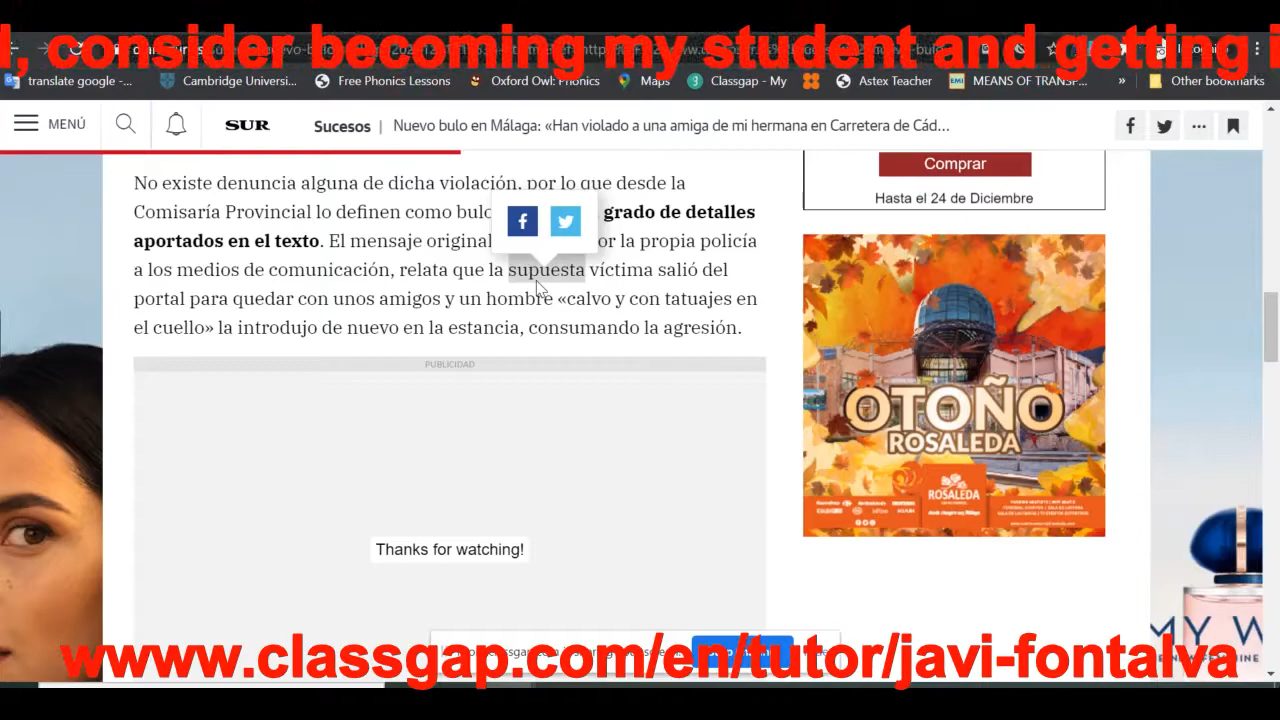 , consider becoming my student and getting i
translate google -...
Cambridge Universi...
Free Phonics Lessons
Oxford Owl: Phonics
Maps
Classgap - My
Astex Teacher
MEANS OF TRANSP...
»
Other bookmarks
MENÚ
SUR
Sucesos | Nuevo bulo en Málaga: «Han violado a una amiga de mi hermana en Carretera de Cád...
No existe denuncia alguna de dicha violación, por lo que desde la
Comisaría Provincial lo definen como bulo grado de detalles
aportados en el texto. El mensaje original or la propia policía
a los medios de comunicación, relata que la supuesta víctima salió del
portal para quedar con unos amigos y un hombre «calvo y con tatuajes en
el cuello» la introdujo de nuevo en la estancia, consumando la agresión.
PUBLICIDAD
Thanks for watching!
Comprar
Hasta el 24 de Diciembre
OTOÑO
ROSALEDA
ROSALEDA
MY W
www.classgap.com/en/tutor/javi-fontalva